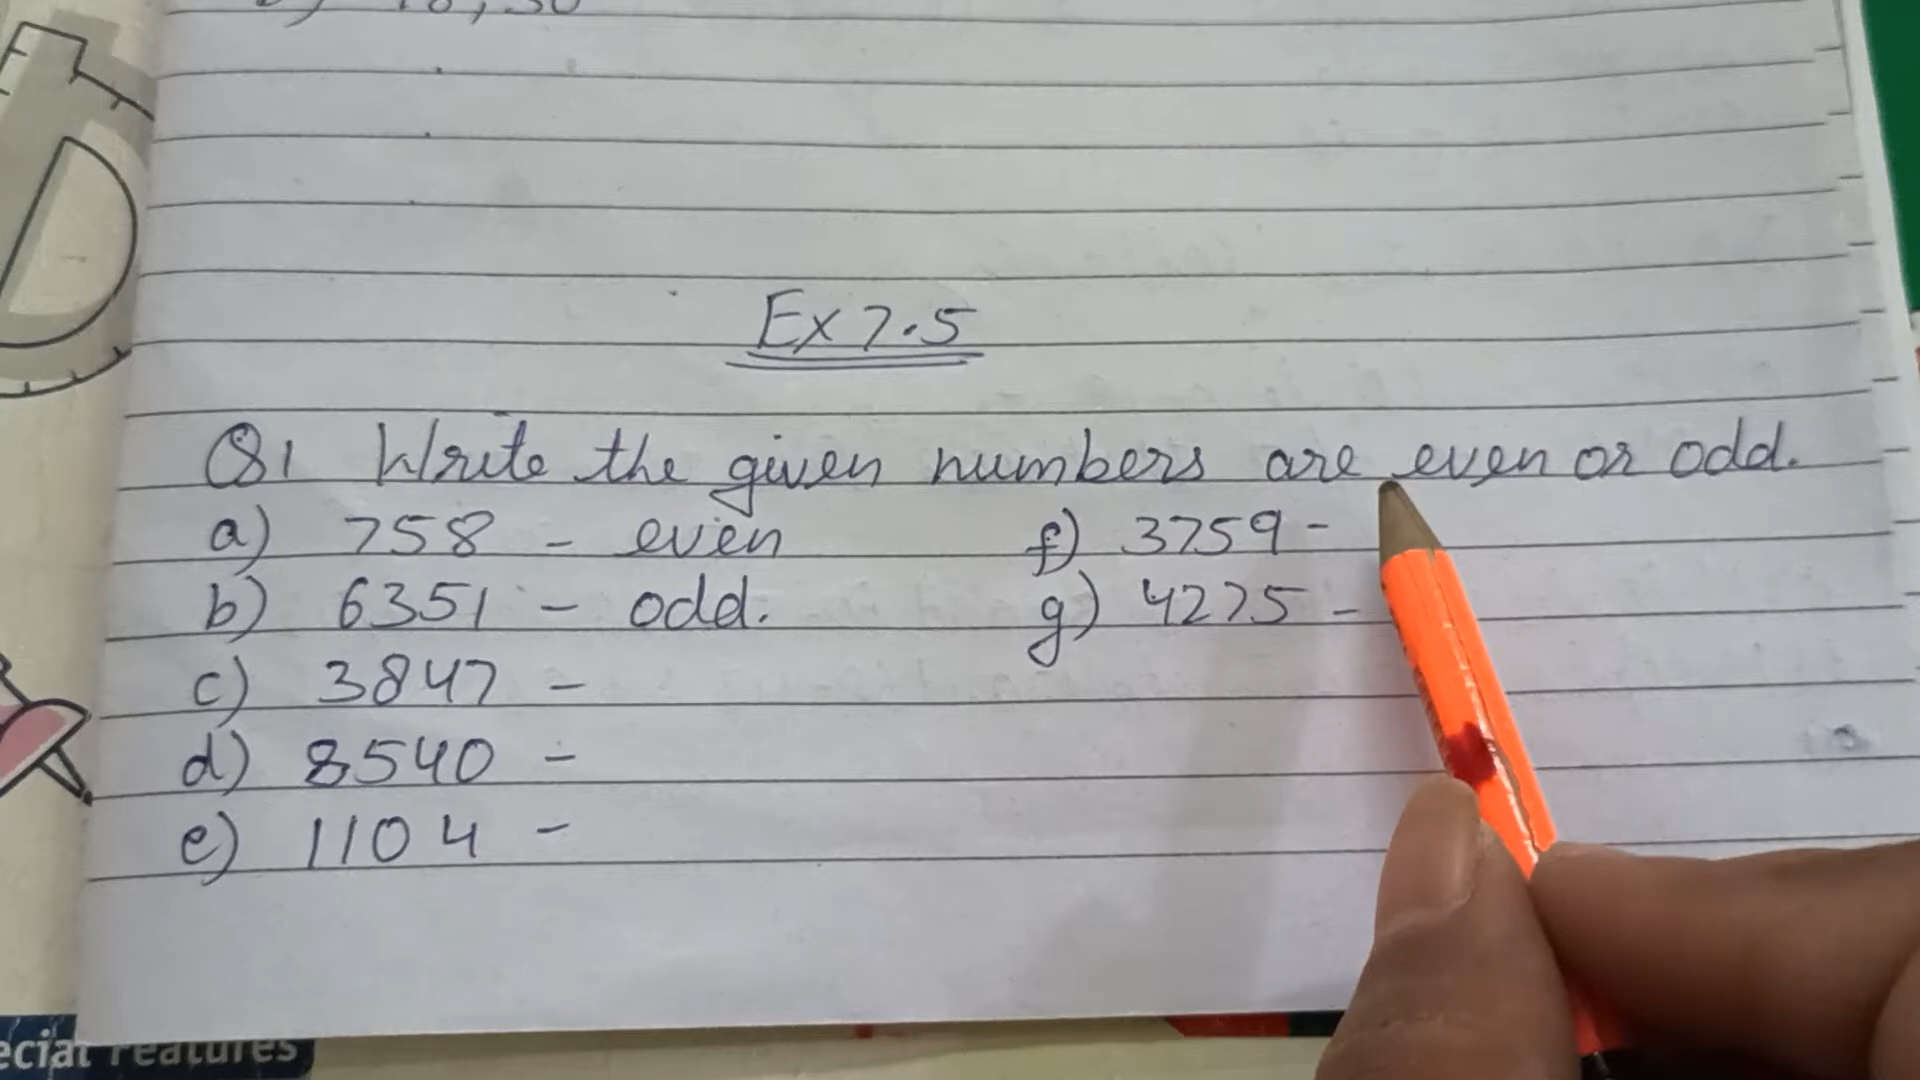 Ex 7.5
Q1 Write the given numbers are even or odd.
a) 758 - even
b) 6351 - odd.
c) 3847 -
d) 8540 -
e) 1104 -
f) 3759 -
g) 4275 -
Features